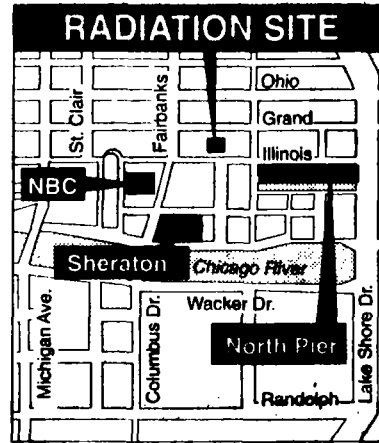 RADIATION SITE
St. Clair
Fairbanks
Ohio
Grand
Illinois
NBC
Sheraton
Chicago River
Wacker Dr.
North Pier
Michigan Ave.
Columbus Dr.
Randolph
Lake Shore Dr.